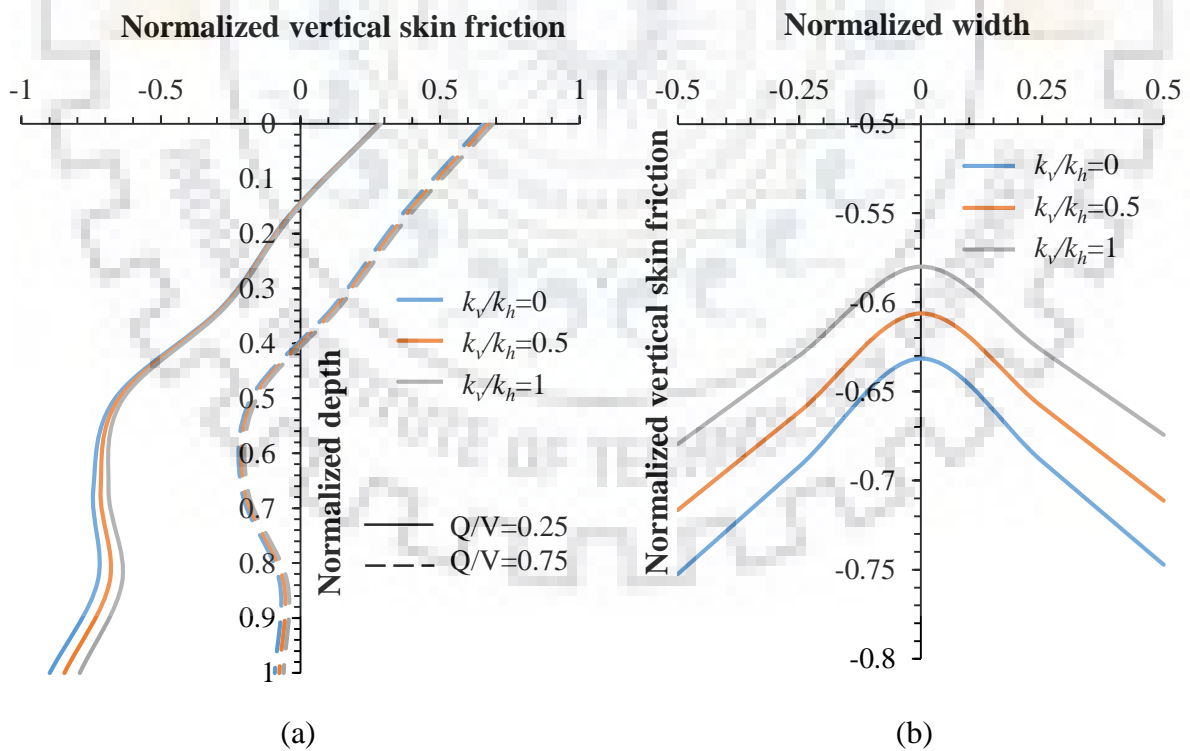 Normalized vertical skin friction
-1 -0.5 0 0.5 1
0
0.1
0.2
0.3
0.4
0.5
0.6
0.7
0.8
0.9
1
Normalized depth
kv/kh=0
kv/kh=0.5
kv/kh=1
Q/V=0.25
Q/V=0.75
(a)
Normalized width
-0.5 -0.25 0 0.25 0.5
-0.5
-0.55
-0.6
-0.65
-0.7
-0.75
-0.8
Normalized vertical skin friction
kv/kh=0
kv/kh=0.5
kv/kh=1
(b)